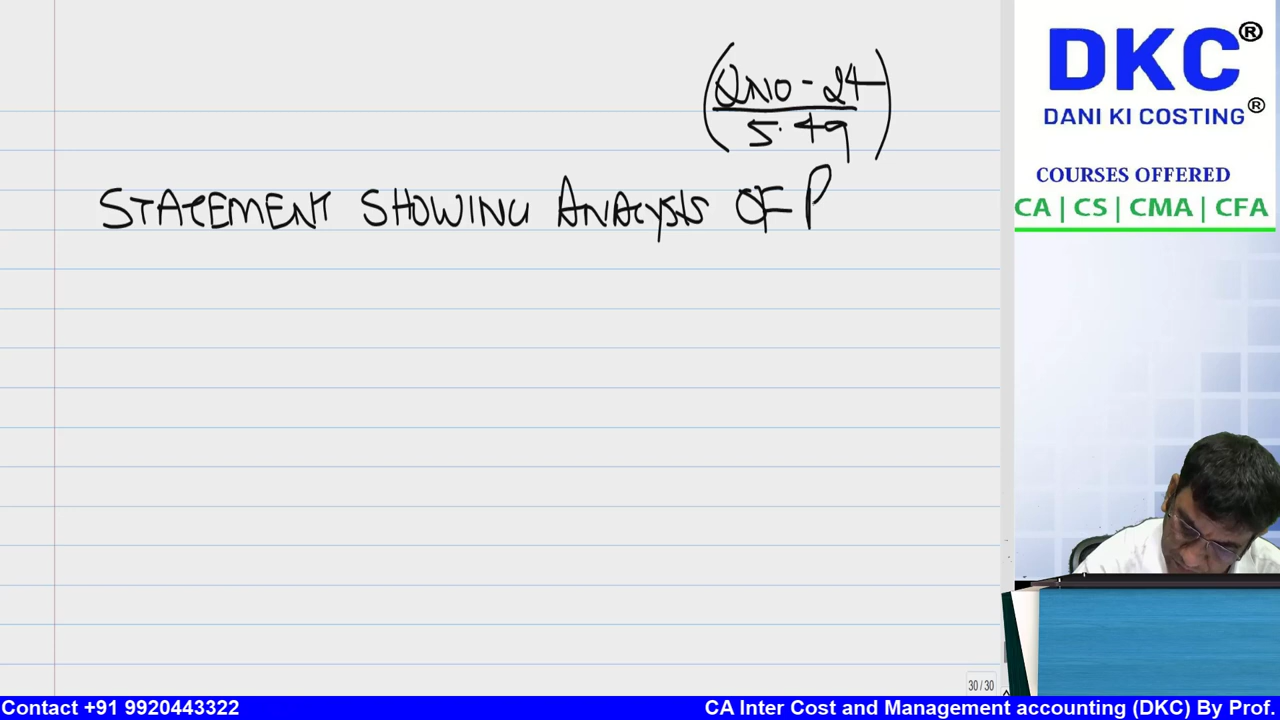 (QNO - 24
5.49)
STATEMENT SHOWING ANALYSIS OF P
DKC®
DANI KI COSTING®
COURSES OFFERED
CA | CS | CMA | CFA
30 / 30
Contact +91 9920443322
CA Inter Cost and Management accounting (DKC) By Prof.